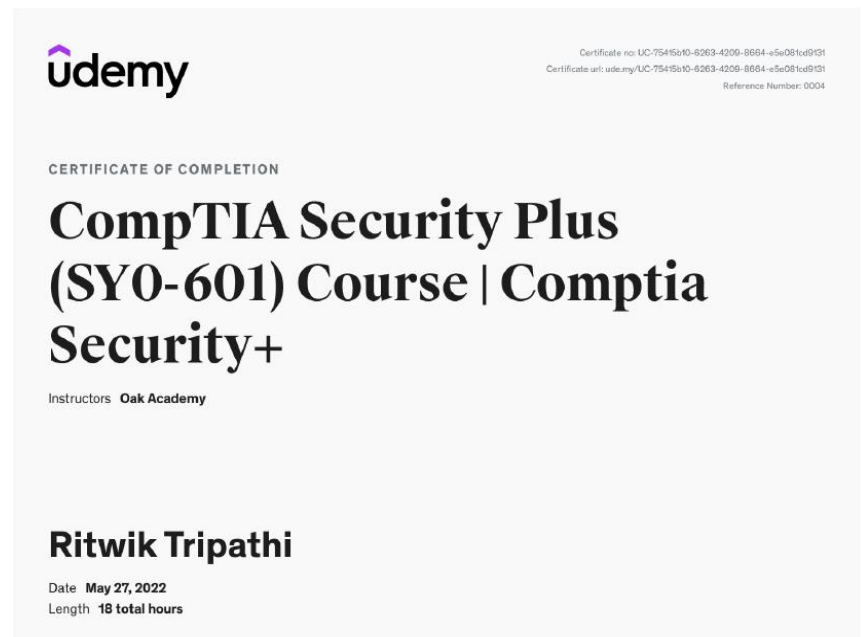 udemy
Certificate no: UC-75415b10-6263-4209-8664-e5e081cd9131
Certificate url: ude.my/UC-75415b10-6263-4209-8664-e5e081cd9131
Reference Number: 0004
CERTIFICATE OF COMPLETION
CompTIA Security Plus
(SY0-601) Course | Comptia
Security+
Instructors Oak Academy
Ritwik Tripathi
Date May 27, 2022
Length 18 total hours